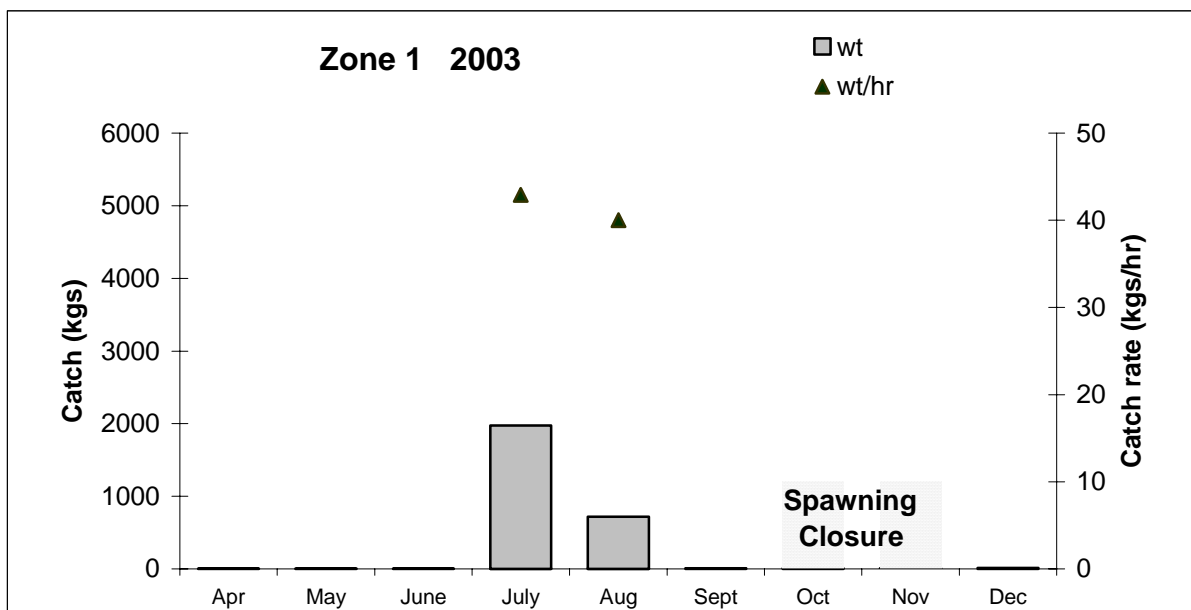 Zone 1 2003
wt
wt/hr
6000
5000
4000
3000
2000
1000
0
Catch (kgs)
50
40
30
20
10
0
Catch rate (kgs/hr)
Spawning
Closure
Apr May June July Aug Sept Oct Nov Dec